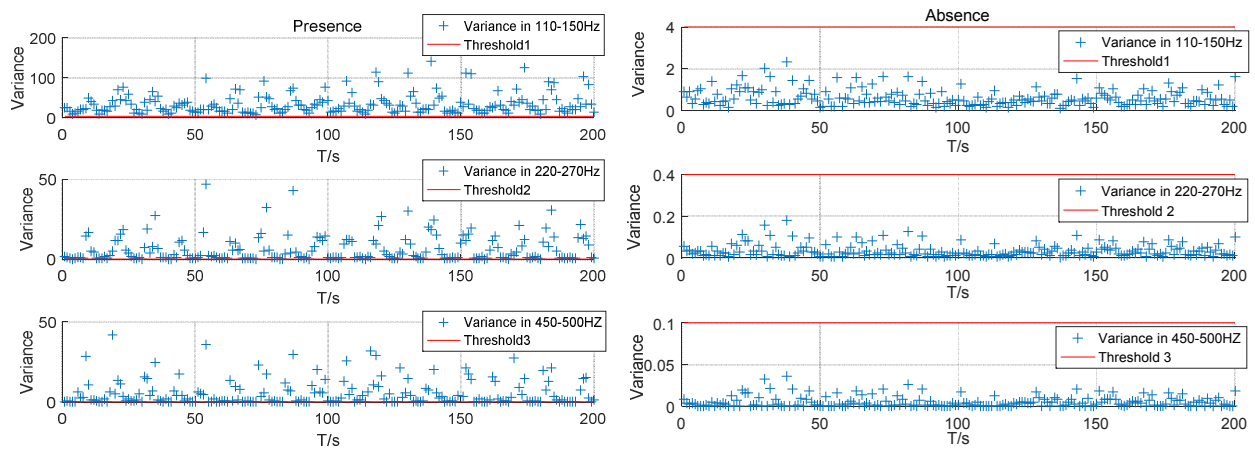 Presence
Variance in 110-150Hz
Threshold1
200
100
0
Variance
0 50 100 150 200
T/s
Variance in 220-270Hz
Threshold2
50
0
Variance
0 50 100 150 200
T/s
Variance in 450-500HZ
Threshold3
50
0
Variance
0 50 100 150 200
T/s
Absence
Variance in 110-150Hz
Threshold1
4
2
0
Variance
0 50 100 150 200
T/s
Variance in 220-270Hz
Threshold 2
0.4
0.2
0
Variance
0 50 100 150 200
T/s
Variance in 450-500HZ
Threshold 3
0.1
0.05
0
Variance
0 50 100 150 200
T/s